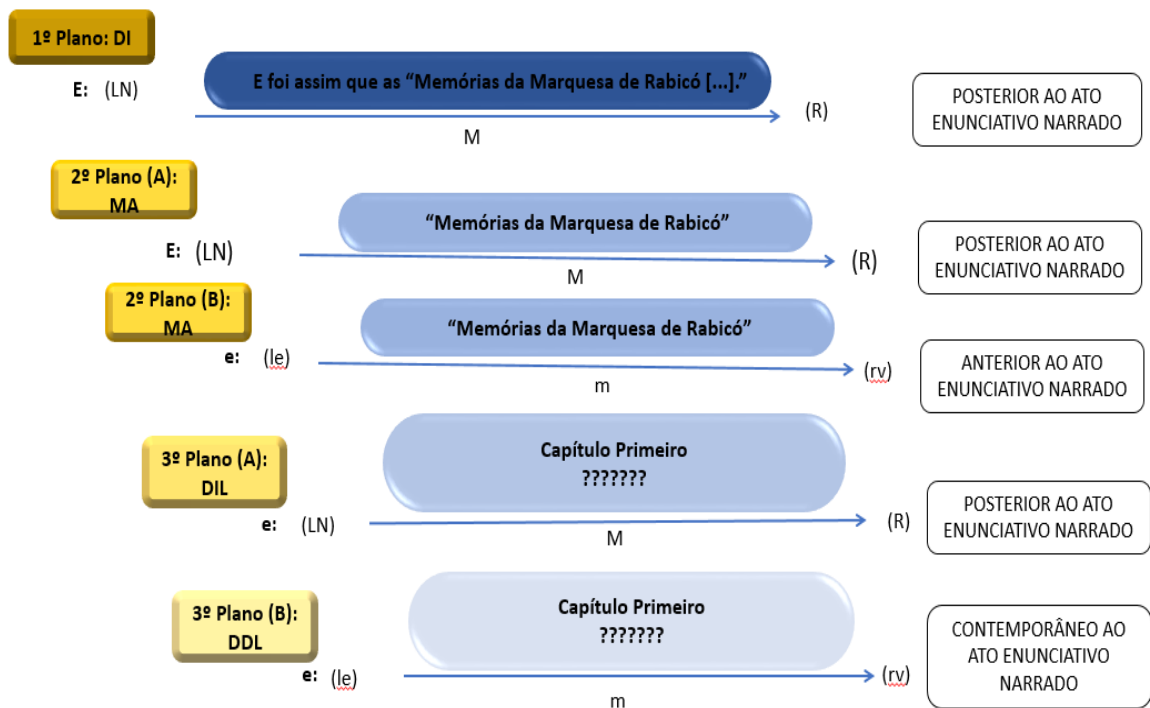 1º Plano: DI
E: (LN)
E foi assim que as “Memórias da Marquesa de Rabicó [...].”
M
(R)
POSTERIOR AO ATO
ENUNCIATIVO NARRADO
2º Plano (A):
MA
E: (LN)
“Memórias da Marquesa de Rabicó”
M
(R)
POSTERIOR AO ATO
ENUNCIATIVO NARRADO
2º Plano (B):
MA
e: (le)
“Memórias da Marquesa de Rabicó”
m
(rv)
ANTERIOR AO ATO
ENUNCIATIVO NARRADO
3º Plano (A):
DIL
e: (LN)
Capítulo Primeiro
???????
M
(R)
POSTERIOR AO ATO
ENUNCIATIVO NARRADO
3º Plano (B):
DDL
e: (le)
Capítulo Primeiro
???????
m
(rv)
CONTEMPORÂNEO AO
ATO ENUNCIATIVO
NARRADO